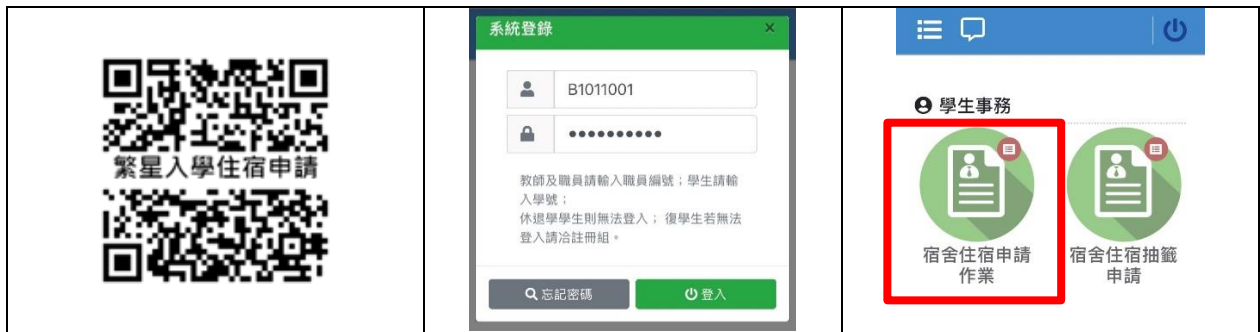 繁星入學住宿申請
系統登錄
×
B1011001
••••••••••
教師及職員請輸入職員編號；學生請輸
入學號；
休退學學生則無法登入； 復學生若無法
登入請洽註冊組。
忘記密碼
登入
學生事務
宿舍住宿申請
作業
宿舍住宿抽籤
申請